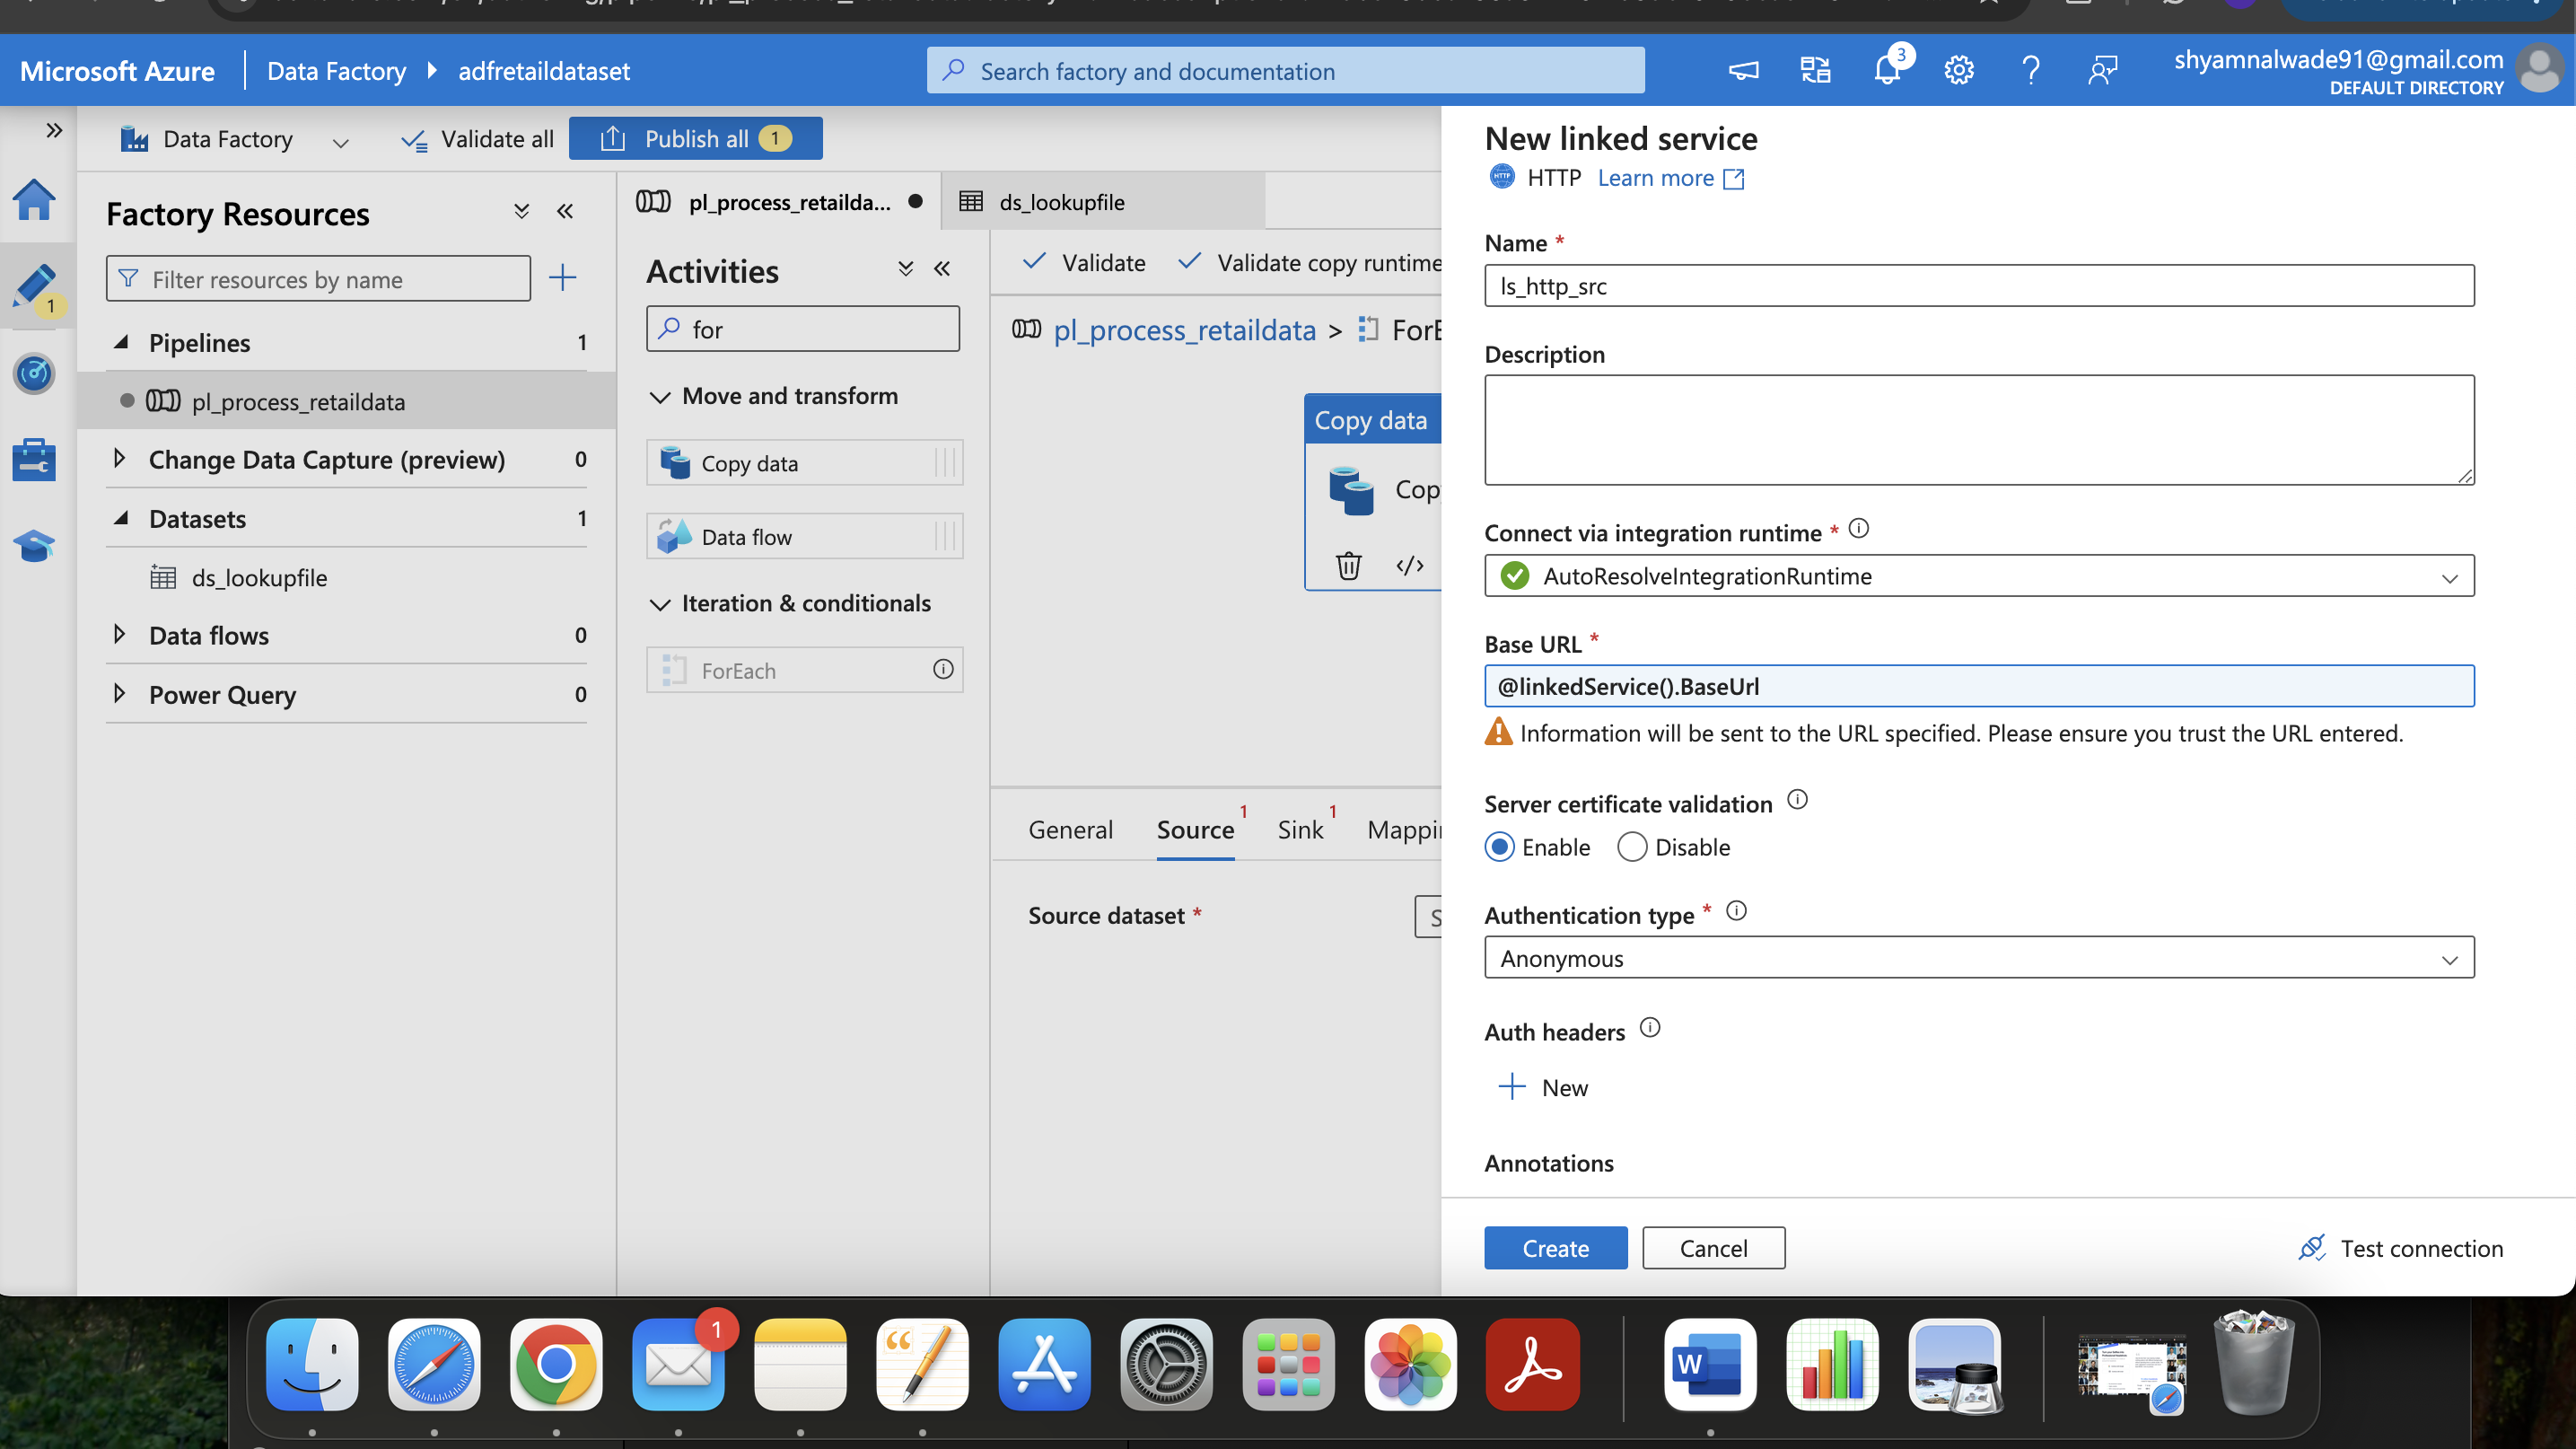 Microsoft Azure
Data Factory
adfretaildataset
Search factory and documentation
3
shyamnalwade91@gmail.com
DEFAULT DIRECTORY
Data Factory
Validate all
Publish all
1
1
Factory Resources
Filter resources by name
Pipelines
1
pl_process_retaildata
Change Data Capture (preview)
0
Datasets
1
ds_lookupfile
Data flows
0
Power Query
0
pl_process_retailda...
ds_lookupfile
Activities
for
Move and transform
Copy data
Data flow
Iteration & conditionals
ForEach
Validate
Validate copy runtime
pl_process_retaildata >
Copy data
General
Source
1
Sink
1
Source dataset *
New linked service
HTTP
HTTP
Learn more
Name *
ls_http_src
Description
Connect via integration runtime *
AutoResolveIntegrationRuntime
Base URL *
@linkedService().BaseUrl
Information will be sent to the URL specified. Please ensure you trust the URL entered.
Server certificate validation
Enable
Disable
Authentication type *
Anonymous
Auth headers
New
Annotations
Create
Cancel
Test connection
1
W